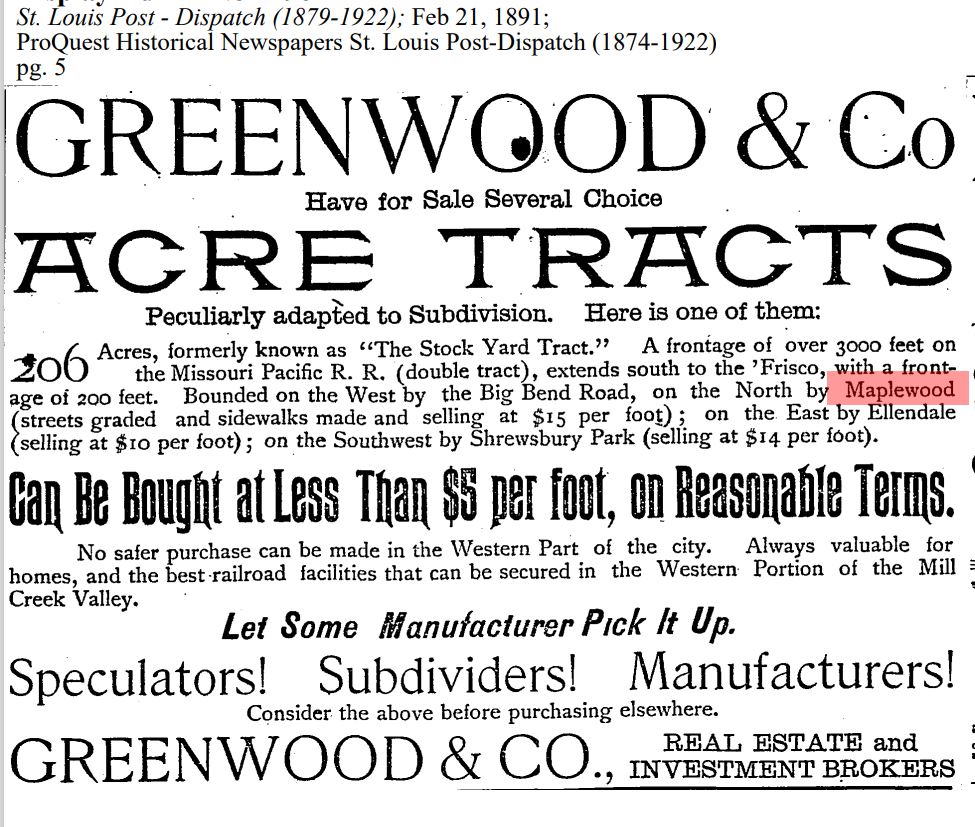 St. Louis Post - Dispatch (1879-1922); Feb 21, 1891;
ProQuest Historical Newspapers St. Louis Post-Dispatch (1874-1922)
pg. 5
GREENWOOD & Co
Have for Sale Several Choice
ACRE TRACTS
Peculiarly adapted to Subdivision. Here is one of them:
206 Acres, formerly known as "The Stock Yard Tract." A frontage of over 3000 feet on
the Missouri Pacific R. R. (double tract), extends south to the 'Frisco, with a front-
age of 200 feet. Bounded on the West by the Big Bend Road, on the North by Maplewood
(streets graded and sidewalks made and selling at $15 per foot); on the East by Ellendale
(selling at $10 per foot); on the Southwest by Shrewsbury Park (selling at $14 per foot).
Can Be Bought at Less Than $5 per foot, on Reasonable Terms.
No safer purchase can be made in the Western Part of the city. Always valuable for
homes, and the best railroad facilities that can be secured in the Western Portion of the Mill
Creek Valley.
Let Some Manufacturer Pick It Up.
Speculators! Subdividers! Manufacturers!
Consider the above before purchasing elsewhere.
GREENWOOD & CO., REAL ESTATE and
INVESTMENT BROKERS